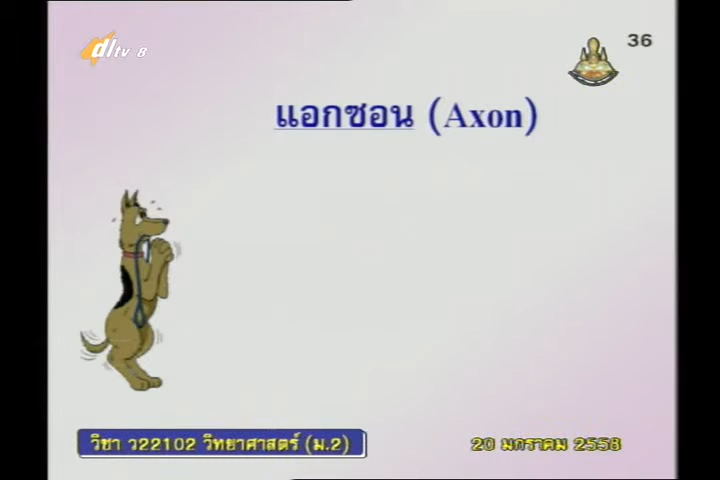 dltv 8
36
แอกซอน (Axon)
วิชา ว22102 วิทยาศาสตร์ (ม.2)
20 มกราคม 2558